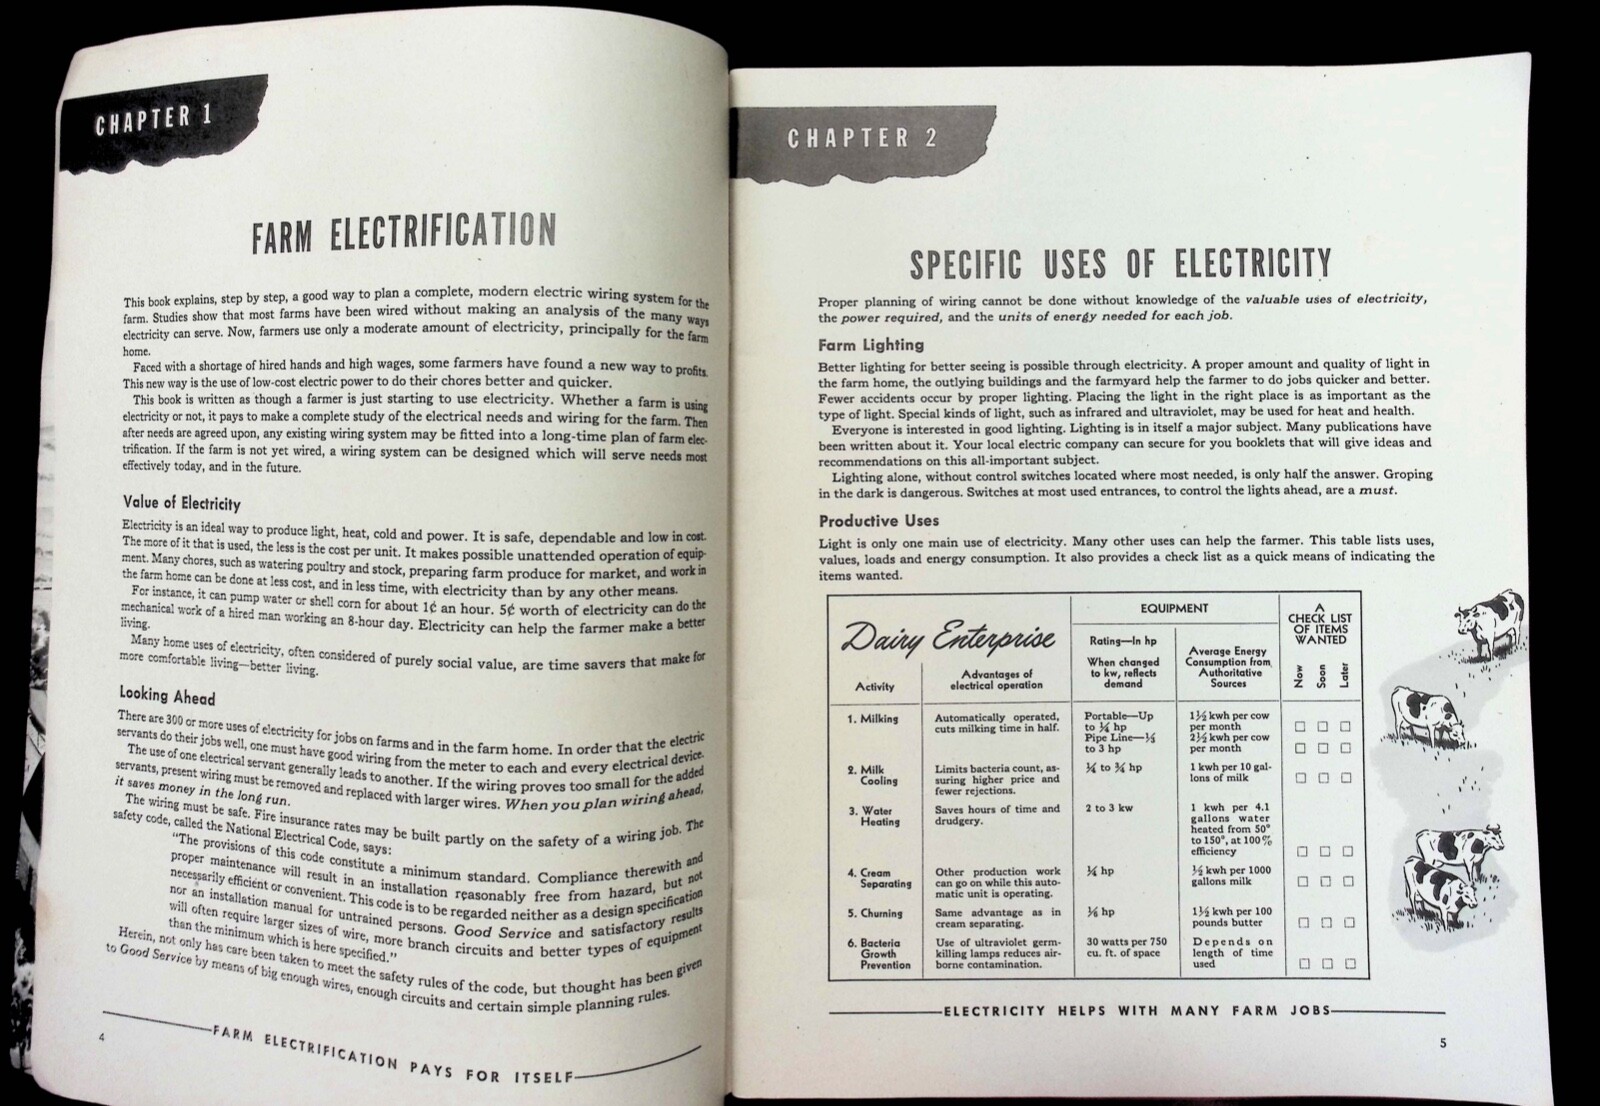 CHAPTER 1
FARM ELECTRIFICATION
This book explains, step by step, a good way to plan a complete, modern electric wiring system for the
farm. Studies show that most farms have been wired without making an analysis of the many ways
electricity can serve. Now, farmers use only a moderate amount of electricity, principally for the farm
home.
Faced with a shortage of hired hands and high wages, some farmers have found a new way to profits.
This new way is the use of low-cost electric power to do their chores better and quicker.
This book is written as though a farmer is just starting to use electricity. Whether a farm is using
electricity or not, it pays to make a complete study of the electrical needs and wiring for the farm. Then
after needs are agreed upon, any existing wiring system may be fitted into a long-time plan of farm elec-
trification. If the farm is not yet wired, a wiring system can be designed which will serve needs most
effectively today, and in the future.
Value of Electricity
Electricity is an ideal way to produce light, heat, cold and power. It is safe, dependable and low in cost.
The more of it that is used, the less is the cost per unit. It makes possible unattended operation of equip-
ment. Many chores, such as watering poultry and stock, preparing farm produce for market, and work in
the farm home can be done at less cost, and in less time, with electricity than by any other means.
For instance, it can pump water or shell corn for about 1¢ an hour. 5¢ worth of electricity can do the
mechanical work of a hired man working an 8-hour day. Electricity can help the farmer make a better
living.
Many home uses of electricity, often considered of purely social value, are time savers that make for
more comfortable living—better living.
Looking Ahead
There are 300 or more uses of electricity for jobs on farms and in the farm home. In order that the electric
servants do their jobs well, one must have good wiring from the meter to each and every electrical device.
The use of one electrical servant generally leads to another. If the wiring proves too small for the added
servants, present wiring must be removed and replaced with larger wires. When you plan wiring ahead,
it saves money in the long run.
The wiring must be safe. Fire insurance rates may be built partly on the safety of a wiring job. The
safety code, called the National Electrical Code, says:
"The provisions of this code constitute a minimum standard. Compliance therewith and
proper maintenance will result in an installation reasonably free from hazard, but not
necessarily efficient or convenient. This code is to be regarded neither as a design specification
nor an installation manual for untrained persons. Good Service and satisfactory results
will often require larger sizes of wire, more branch circuits and better types of equipment
than the minimum which is here specified."
Herein, not only has care been taken to meet the safety rules of the code, but thought has been given
to Good Service by means of big enough wires, enough circuits and certain simple planning rules.
FARM ELECTRIFICATION PAYS FOR ITSELF
4
CHAPTER 2
SPECIFIC USES OF ELECTRICITY
Proper planning of wiring cannot be done without knowledge of the valuable uses of electricity,
the power required, and the units of energy needed for each job.
Farm Lighting
Better lighting for better seeing is possible through electricity. A proper amount and quality of light in
the farm home, the outlying buildings and the farmyard help the farmer to do jobs quicker and better.
Fewer accidents occur by proper lighting. Placing the light in the right place is as important as the
type of light. Special kinds of light, such as infrared and ultraviolet, may be used for heat and health.
Everyone is interested in good lighting. Lighting is in itself a major subject. Many publications have
been written about it. Your local electric company can secure for you booklets that will give ideas and
recommendations on this all-important subject.
Lighting alone, without control switches located where most needed, is only half the answer. Groping
in the dark is dangerous. Switches at most used entrances, to control the lights ahead, are a must.
Productive Uses
Light is only one main use of electricity. Many other uses can help the farmer. This table lists uses,
values, loads and energy consumption. It also provides a check list as a quick means of indicating the
items wanted.
Dairy Enterprise
Activity
Advantages of
electrical operation
EQUIPMENT
Rating—In hp
When changed
to kw, reflects
demand
Average Energy
Consumption from
Authoritative
Sources
A
CHECK LIST
OF ITEMS
WANTED
Now
Soon
Later
1. Milking
Automatically operated,
cuts milking time in half.
Portable—Up
to ¼ hp
Pipe Line—⅓
to 3 hp
1½ kwh per cow
per month
2½ kwh per cow
per month
2. Milk
Cooling
Limits bacteria count, as-
suring higher price and
fewer rejections.
¼ to ¾ hp
1 kwh per 10 gal-
lons of milk
3. Water
Heating
Saves hours of time and
drudgery.
2 to 3 kw
1 kwh per 4.1
gallons water
heated from 50°
to 150°, at 100%
efficiency
4. Cream
Separating
Other production work
can go on while this auto-
matic unit is operating.
¼ hp
½ kwh per 1000
gallons milk
5. Churning
Same advantage as in
cream separating.
⅙ hp
1½ kwh per 100
pounds butter
6. Bacteria
Growth
Prevention
Use of ultraviolet germ-
killing lamps reduces air-
borne contamination.
30 watts per 750
cu. ft. of space
Depends on
length of time
used
ELECTRICITY HELPS WITH MANY FARM JOBS
5